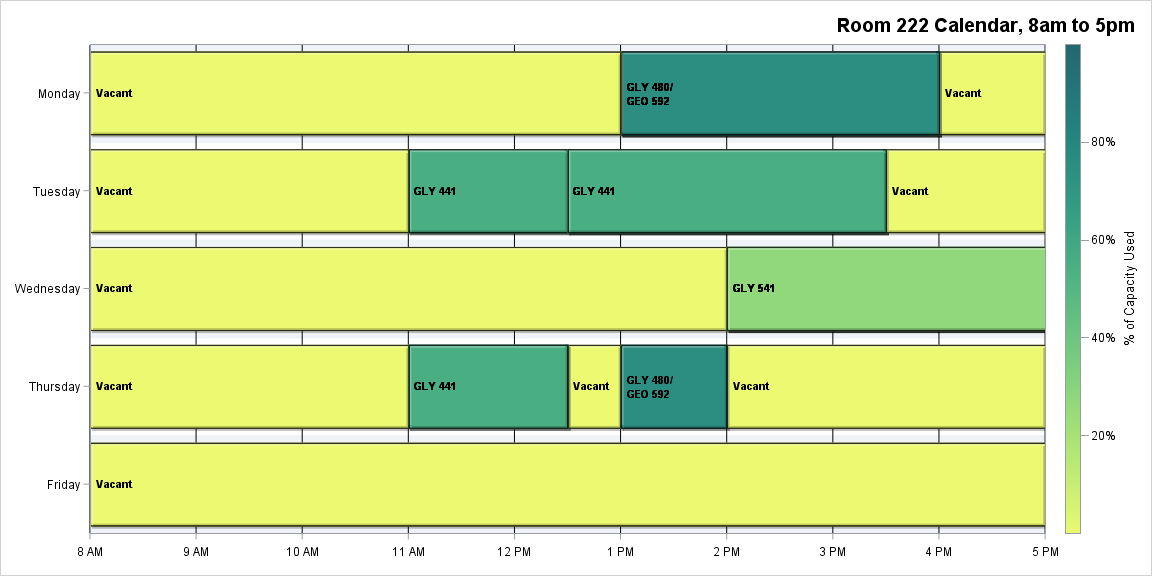 Room 222 Calendar, 8am to 5pm
Monday
Vacant
GLY 480/
GEO 592
Vacant
Tuesday
Vacant
GLY 441
GLY 441
Vacant
Wednesday
Vacant
GLY 541
Thursday
Vacant
GLY 441
Vacant
GLY 480/
GEO 592
Vacant
Friday
Vacant
8 AM
9 AM
10 AM
11 AM
12 PM
1 PM
2 PM
3 PM
4 PM
5 PM
80%
60%
40%
20%
% of Capacity Used